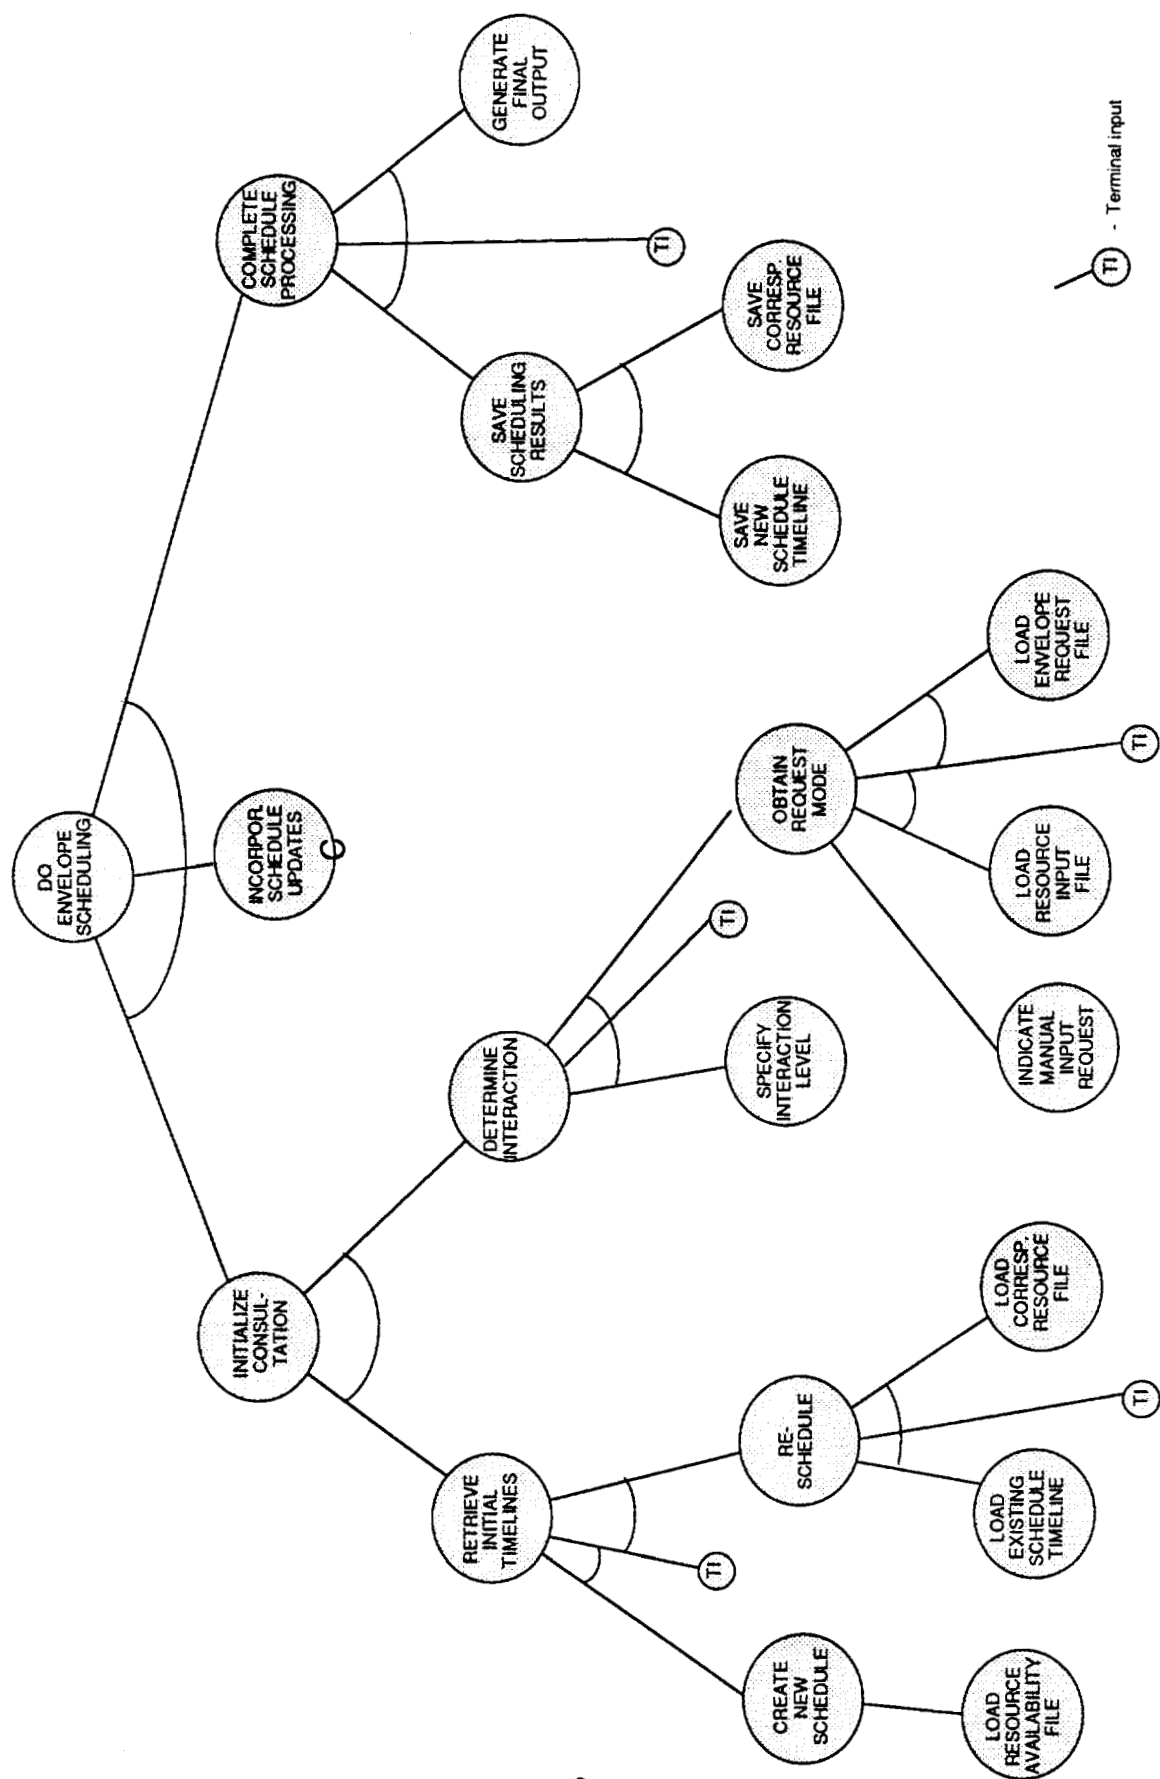 DO
ENVELOPE
SCHEDULING
INITIALIZE
CONSUL-
TATION
INCORPOR.
SCHEDULE
UPDATES
C
COMPLETE
SCHEDULE
PROCESSING
RETRIEVE
INITIAL
TIMELINES
DETERMINE
INTERACTION
SAVE
SCHEDULING
RESULTS
TI
GENERATE
FINAL
OUTPUT
CREATE
NEW
SCHEDULE
TI
RE-
SCHEDULE
SPECIFY
INTERACTION
LEVEL
TI
OBTAIN
REQUEST
MODE
SAVE
NEW
SCHEDULE
TIMELINE
SAVE
CORRESP.
RESOURCE
FILE
LOAD
RESOURCE
AVAILABILITY
FILE
LOAD
EXISTING
SCHEDULE
TIMELINE
TI
LOAD
CORRESP.
RESOURCE
FILE
INDICATE
MANUAL
INPUT
REQUEST
LOAD
RESOURCE
INPUT
FILE
TI
LOAD
ENVELOPE
REQUEST
FILE
TI - Terminal input